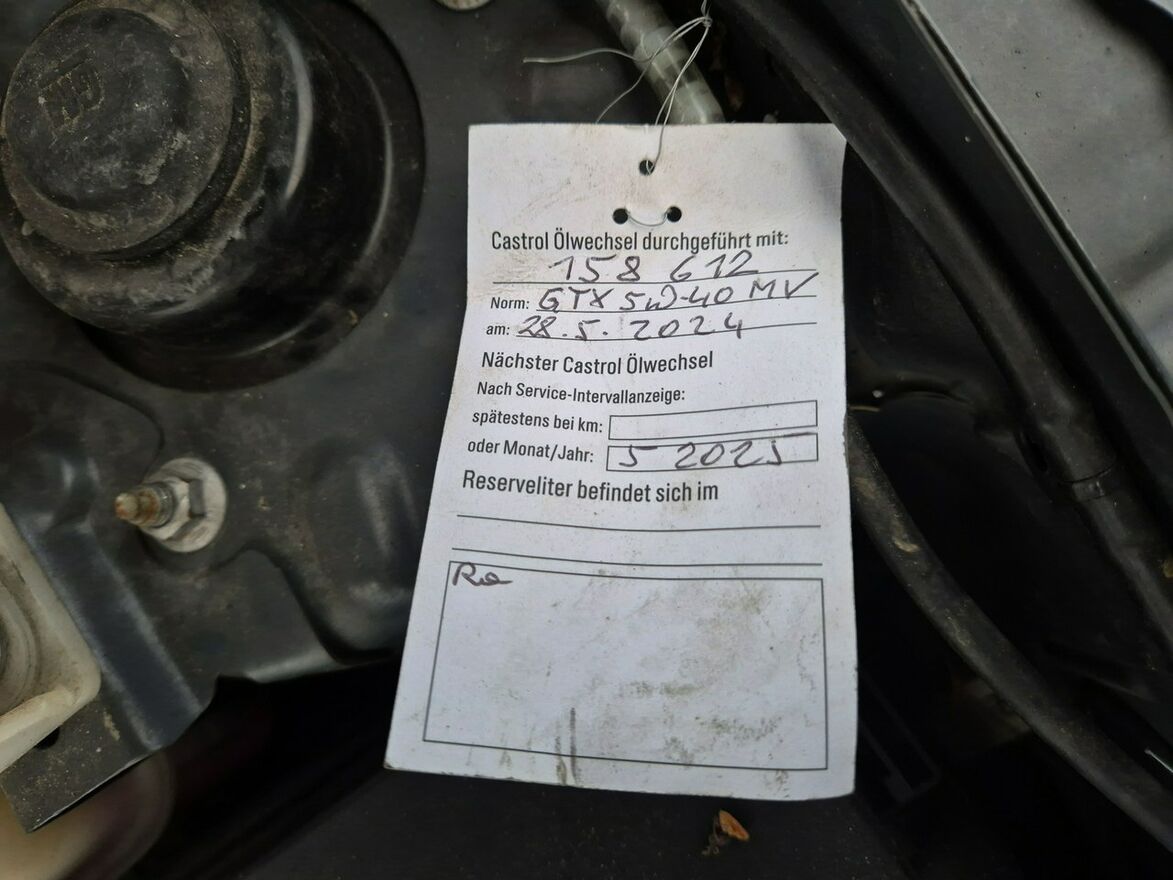 Castrol Ölwechsel durchgeführt mit:
158 612
Norm: GTX 5W-40 MV
am: 28.5.2024
Nächster Castrol Ölwechsel
Nach Service-Intervallanzeige:
spätestens bei km:
oder Monat/Jahr: 5 2025
Reserveliter befindet sich im